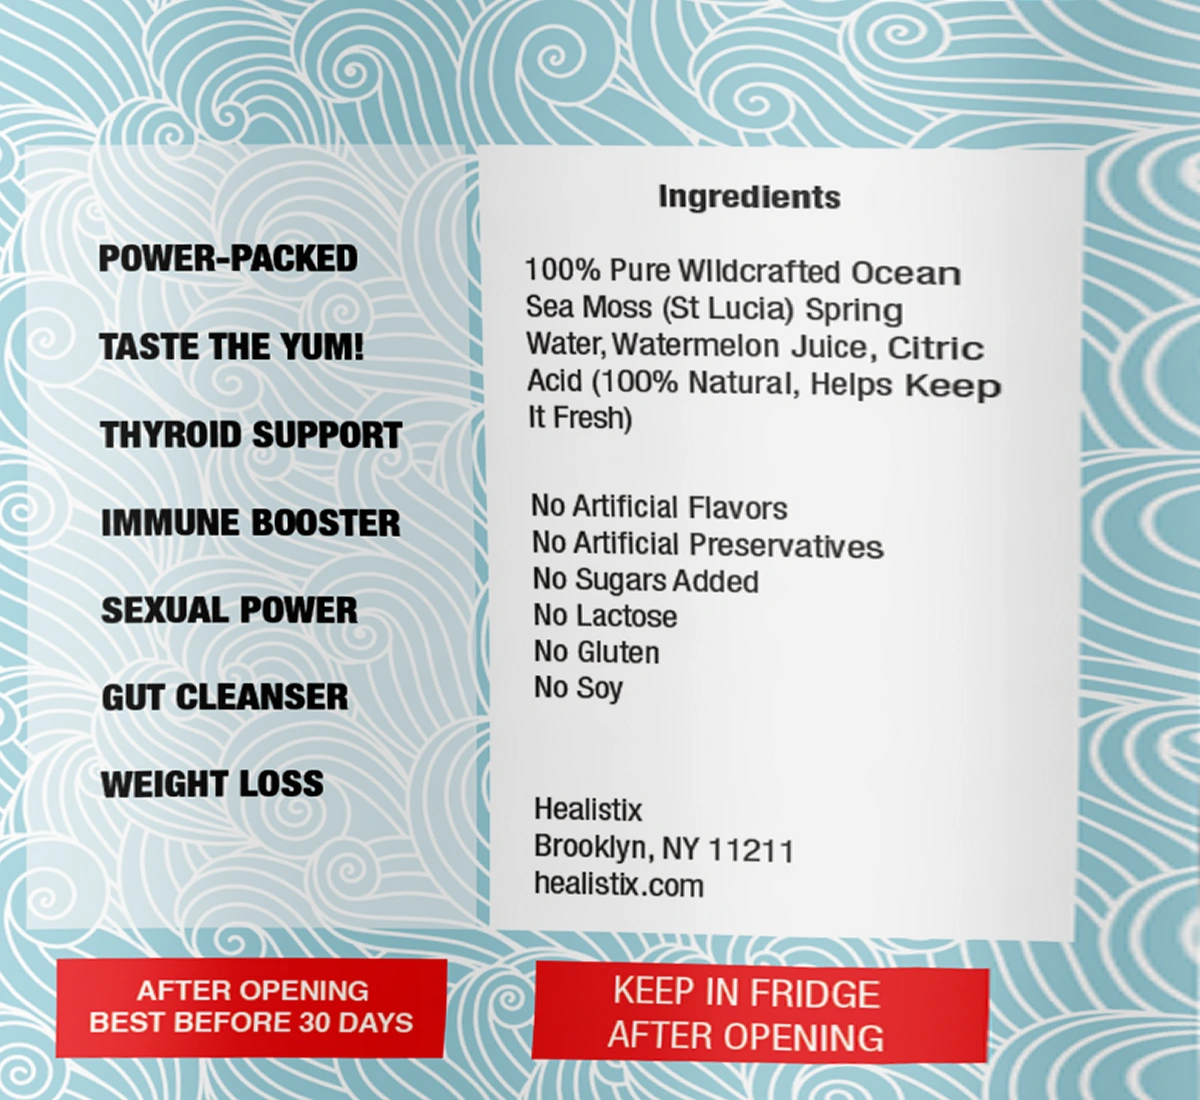 POWER-PACKED
TASTE THE YUM!
THYROID SUPPORT
IMMUNE BOOSTER
SEXUAL POWER
GUT CLEANSER
WEIGHT LOSS
AFTER OPENING
BEST BEFORE 30 DAYS
Ingredients
100% Pure WIldcrafted Ocean
Sea Moss (St Lucia) Spring
Water, Watermelon Juice, Citric
Acid (100% Natural, Helps Keep
It Fresh)
No Artificial Flavors
No Artificial Preservatives
No Sugars Added
No Lactose
No Gluten
No Soy
Healistix
Brooklyn, NY 11211
healistix.com
KEEP IN FRIDGE
AFTER OPENING